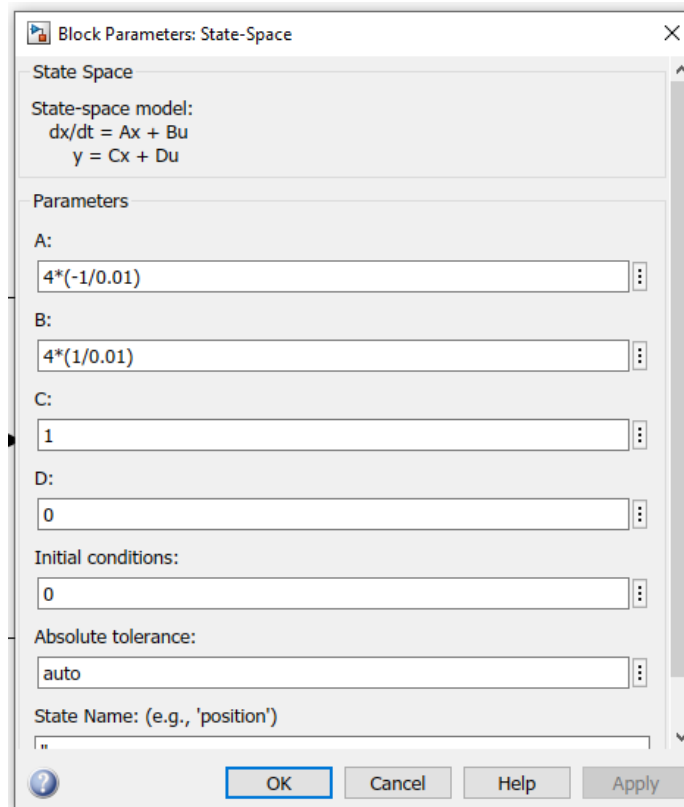 Block Parameters: State-Space
State Space
State-space model:
dx/dt = Ax + Bu
y = Cx + Du
Parameters
A:
4*(-1/0.01)
B:
4*(1/0.01)
C:
1
D:
0
Initial conditions:
0
Absolute tolerance:
auto
State Name: (e.g., 'position')
''
OK Cancel Help Apply